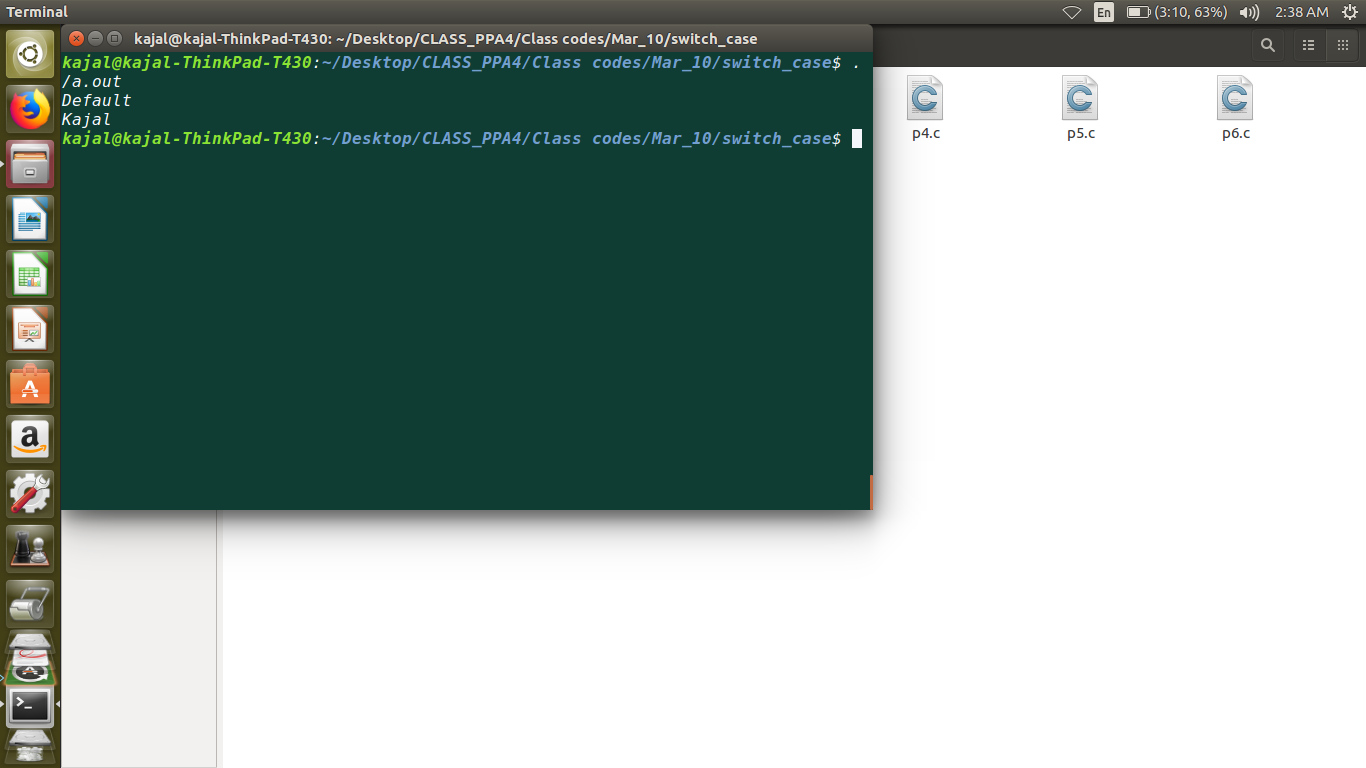 Terminal
En
(3:10, 63%)
2:38 AM
kajal@kajal-ThinkPad-T430: ~/Desktop/CLASS_PPA4/Class codes/Mar_10/switch_case
kajal@kajal-ThinkPad-T430:~/Desktop/CLASS_PPA4/Class codes/Mar_10/switch_case$ .
/a.out
Default
Kajal
kajal@kajal-ThinkPad-T430:~/Desktop/CLASS_PPA4/Class codes/Mar_10/switch_case$
p4.c
p5.c
p6.c